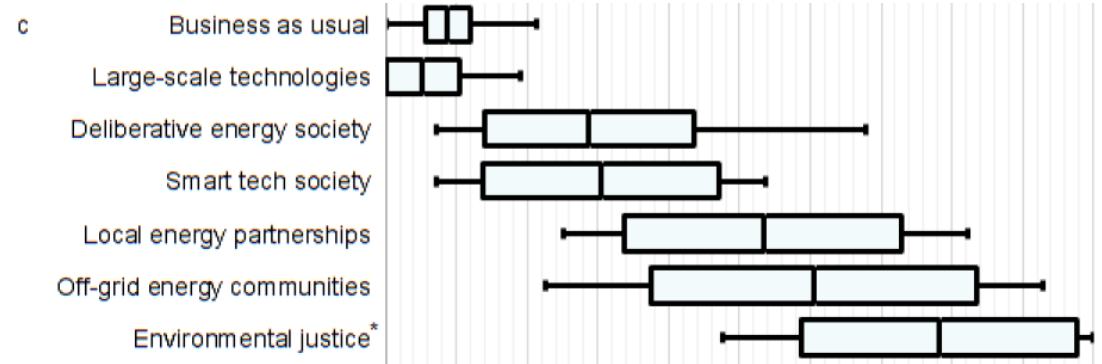 c
Business as usual
Large-scale technologies
Deliberative energy society
Smart tech society
Local energy partnerships
Off-grid energy communities
Environmental justice*